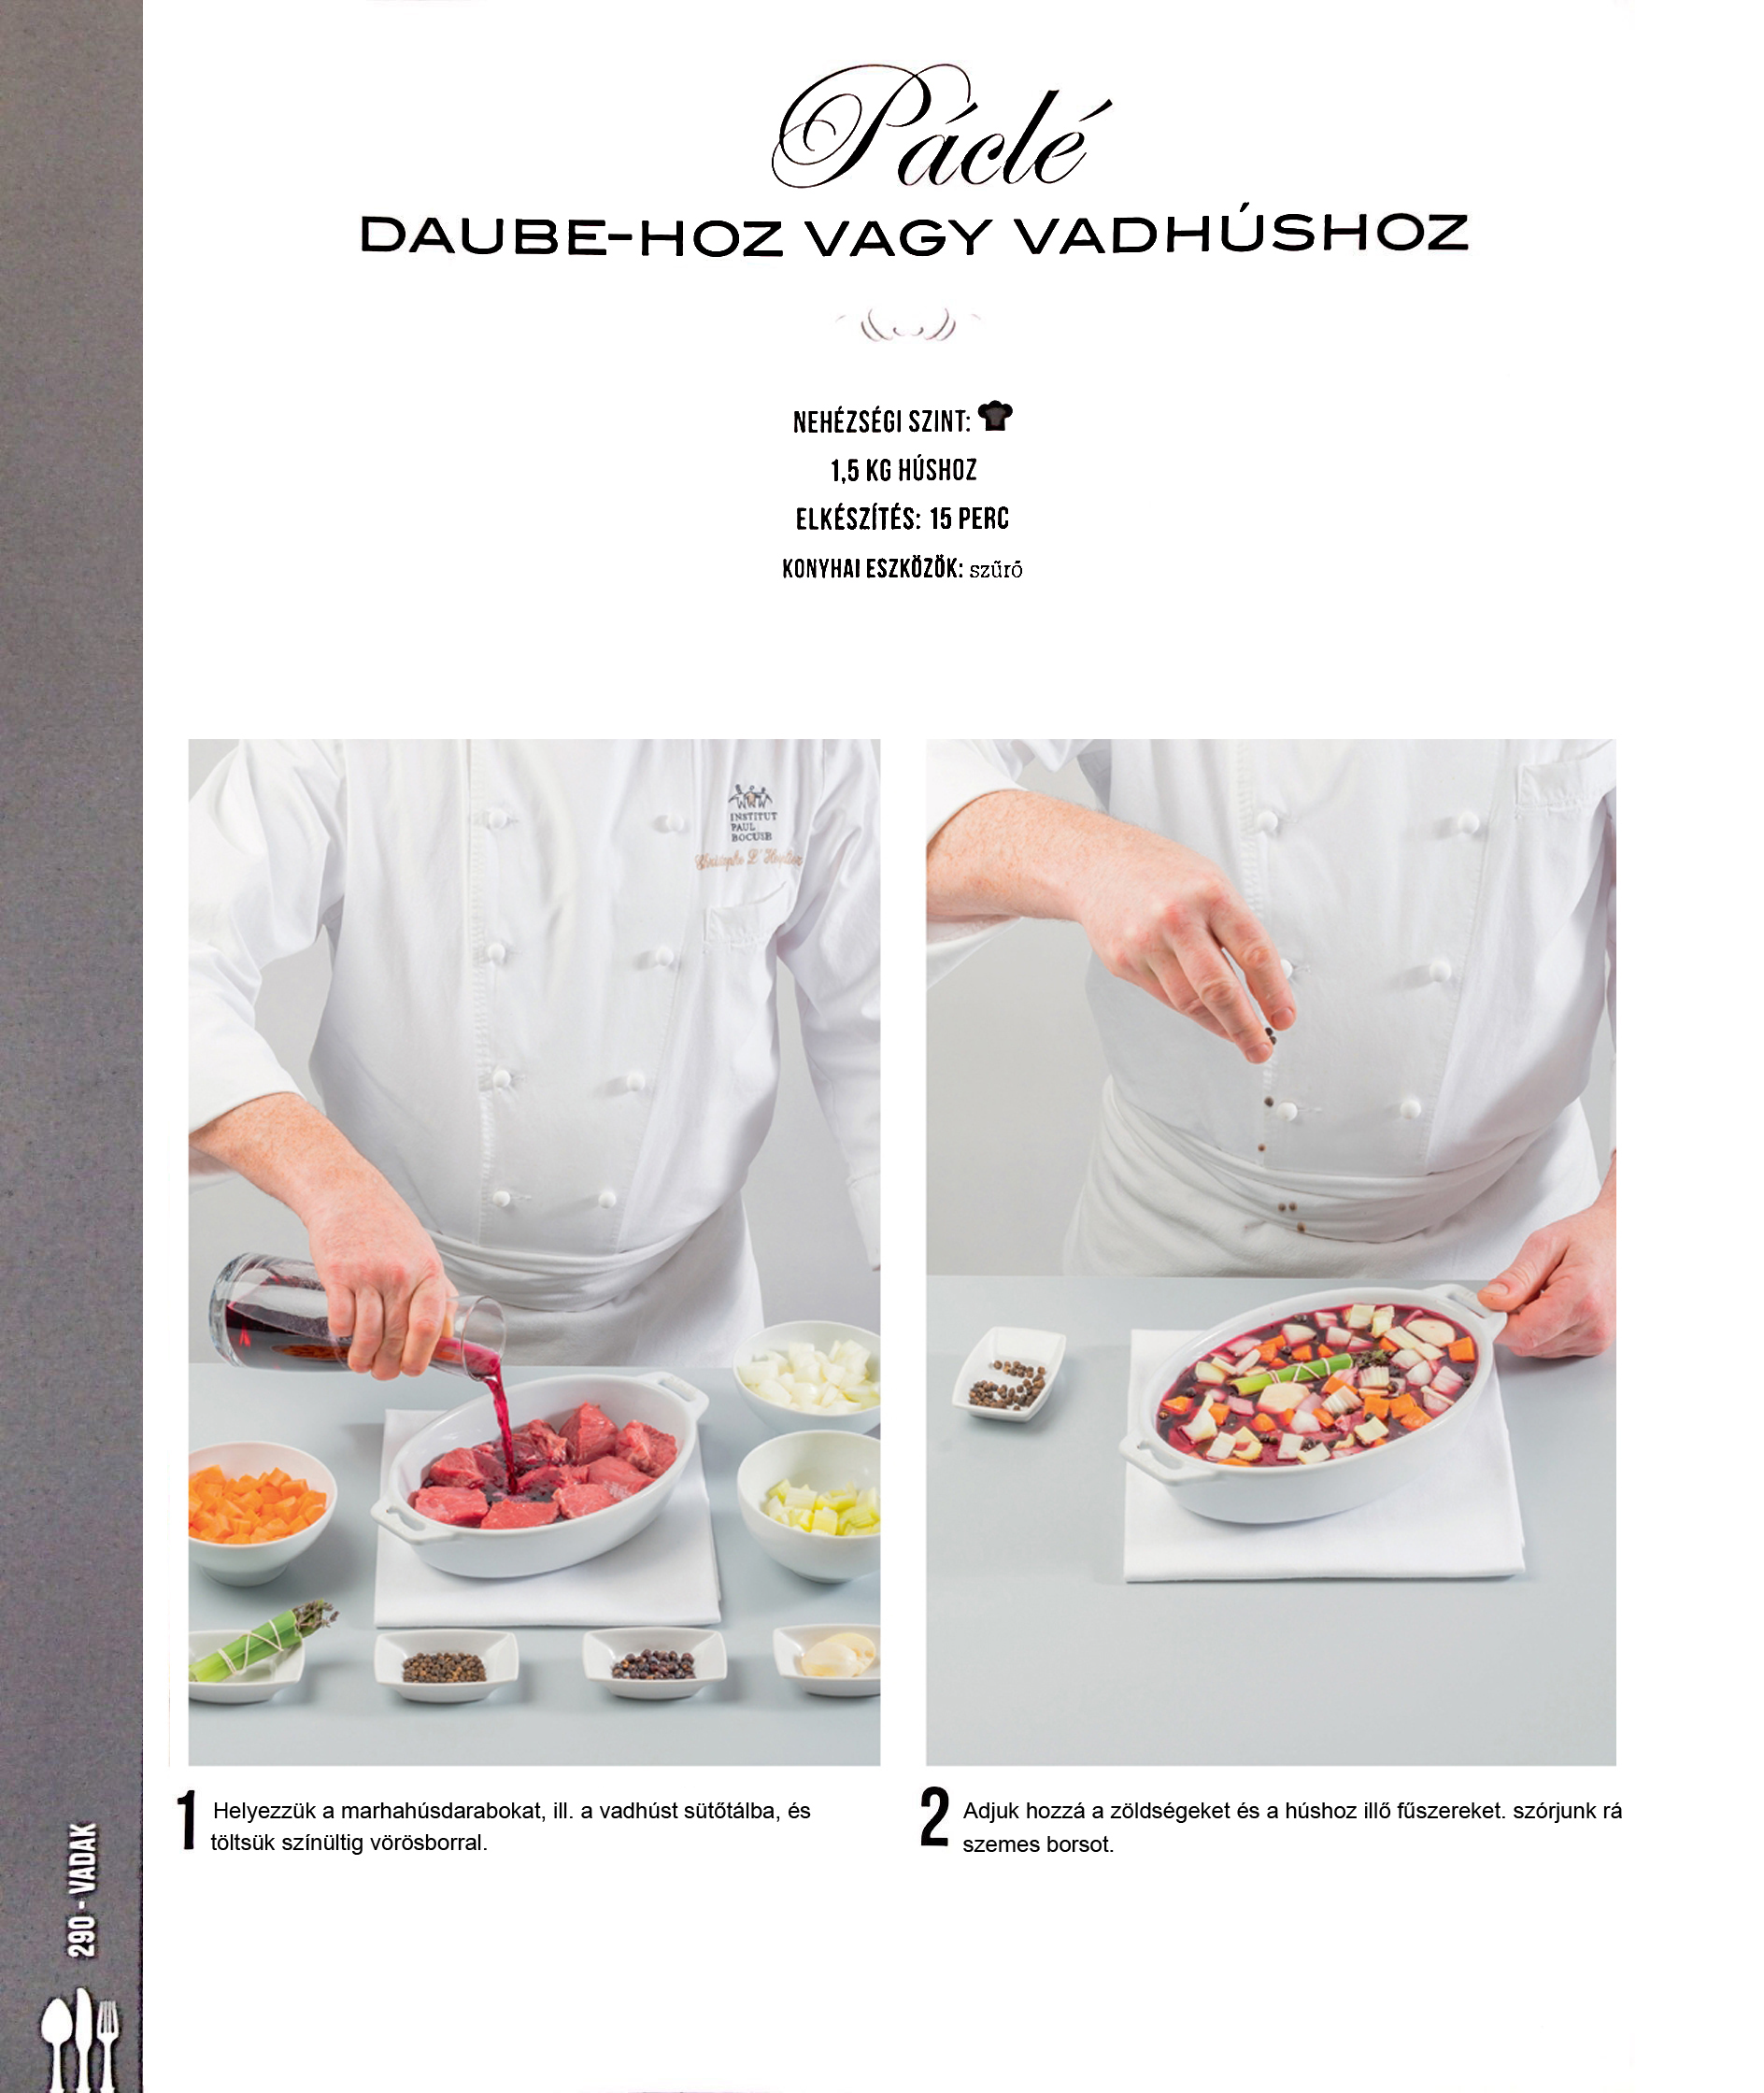 Páclé
DAUBE-HOZ VAGY VADHÚSHOZ
NEHÉZSÉGI SZINT:
1,5 KG HÚSHOZ
ELKÉSZÍTÉS: 15 PERC
KONYHAI ESZKÖZÖK: szűrő
INSTITUT
PAUL
BOCUSE
Christophe L'
1 Helyezzük a marhahúsdarabokat, ill. a vadhúst sütőtálba, és
töltsük színültig vörösborral.
2 Adjuk hozzá a zöldségeket és a húshoz illő fűszereket. szórjunk rá
szemes borsot.
290 - VADAK